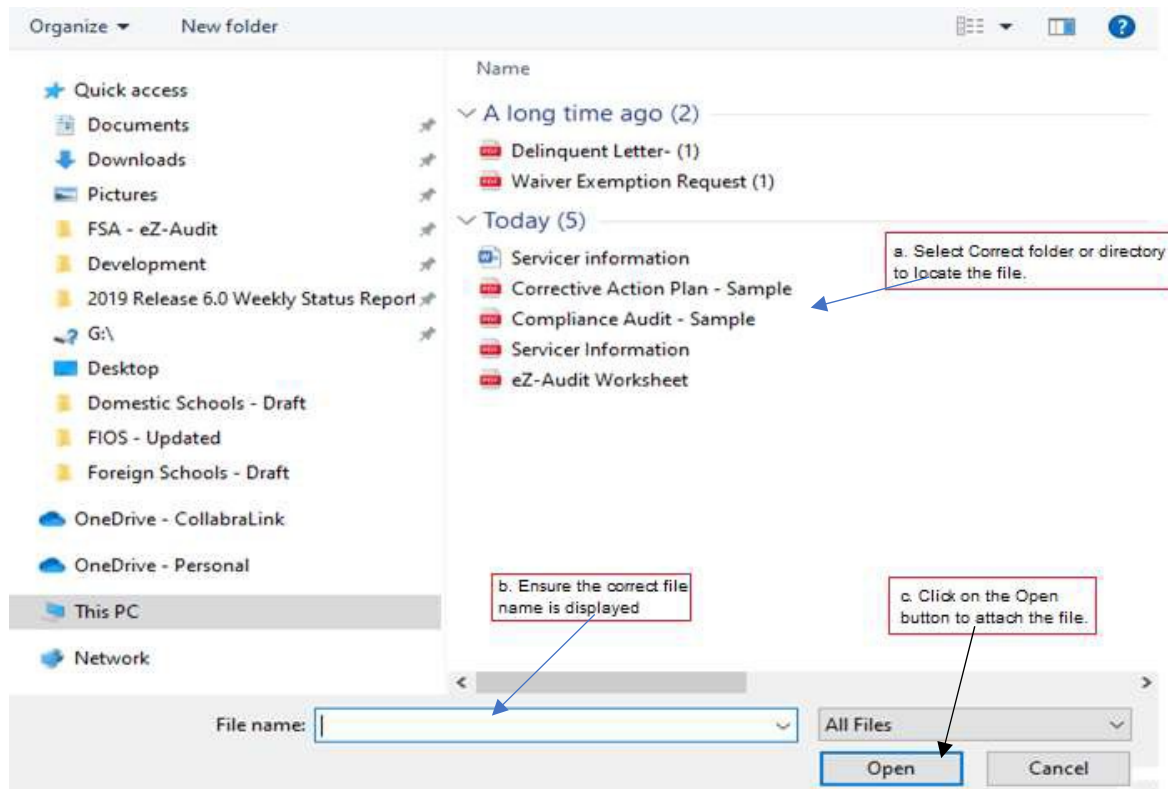 Organize New folder
Quick access
Documents
Downloads
Pictures
FSA - eZ-Audit
Development
2019 Release 6.0 Weekly Status Report
G:\
Desktop
Domestic Schools - Draft
FIOS - Updated
Foreign Schools - Draft
OneDrive - CollabraLink
OneDrive - Personal
This PC
Network
Name
A long time ago (2)
Delinquent Letter- (1)
Waiver Exemption Request (1)
Today (5)
Servicer information
Corrective Action Plan - Sample
Compliance Audit - Sample
Servicer Information
eZ-Audit Worksheet
a. Select Correct folder or directory
to locate the file.
b. Ensure the correct file
name is displayed
c. Click on the Open
button to attach the file.
File name:
All Files
Open Cancel